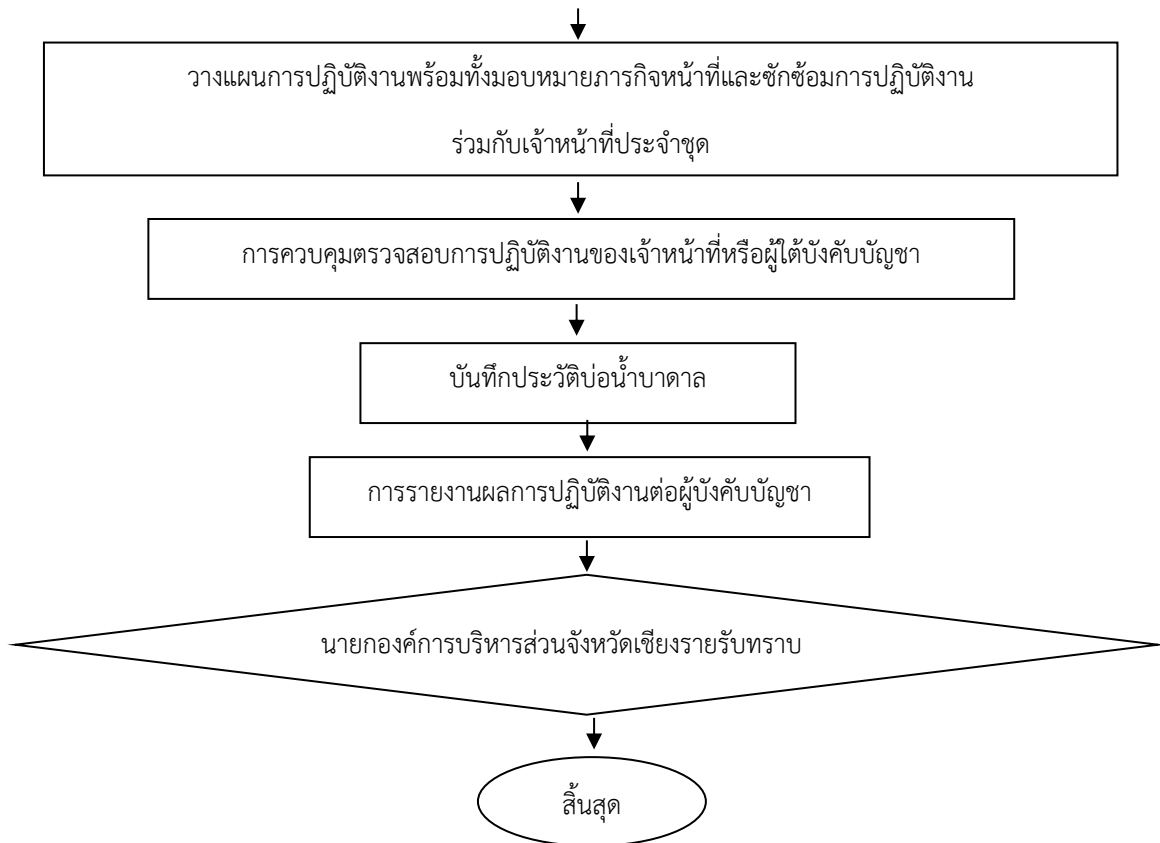 วางแผนการปฏิบัติงานพร้อมทั้งมอบหมายภารกิจหน้าที่และซักซ้อมการปฏิบัติงาน
ร่วมกับเจ้าหน้าที่ประจำชุด
การควบคุมตรวจสอบการปฏิบัติงานของเจ้าหน้าที่หรือผู้ใต้บังคับบัญชา
บันทึกประวัติบ่อน้ำบาดาล
การรายงานผลการปฏิบัติงานต่อผู้บังคับบัญชา
นายกองค์การบริหารส่วนจังหวัดเชียงรายรับทราบ
สิ้นสุด